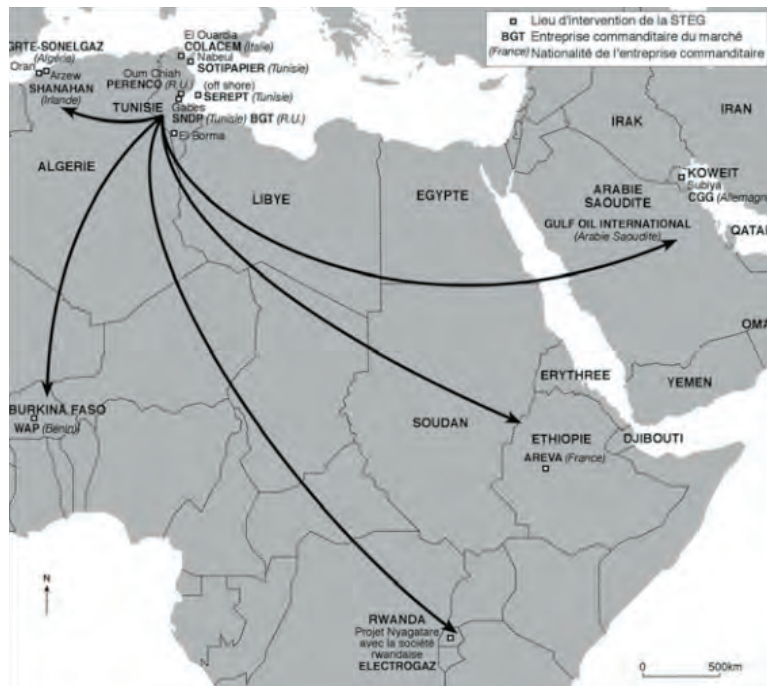 Lieu d'intervention de la STEG
BGT Entreprise commanditaire du marché
(France) Nationalité de l'entreprise commanditaire
El Ouardia
COLACEM (Italie)
Nabeul
SOTIPAPIER (Tunisie)
GRTE-SONELGAZ
(Algérie)
Oran
Arzew
SHANAHAN
(Irlande)
Oum Chiah
PERENCO (R.U.)
(off shore)
SEREPT (Tunisie)
TUNISIE
Gabes
SNDP (Tunisie) BGT (R.U.)
El Borma
ALGERIE
LIBYE
EGYPTE
IRAK
IRAN
KOWEIT
Subiya
CGG (Allemagn
ARABIE
SAOUDITE
GULF OIL INTERNATIONAL
(Arabie Saoudite)
QATA
OMA
YEMEN
ERYTHREE
SOUDAN
ETHIOPIE
DJIBOUTI
AREVA (France)
BURKINA FASO
WAP (Bénin)
N
RWANDA
Projet Nyagatare
avec la société
rwandaise
ELECTROGAZ
0 500km